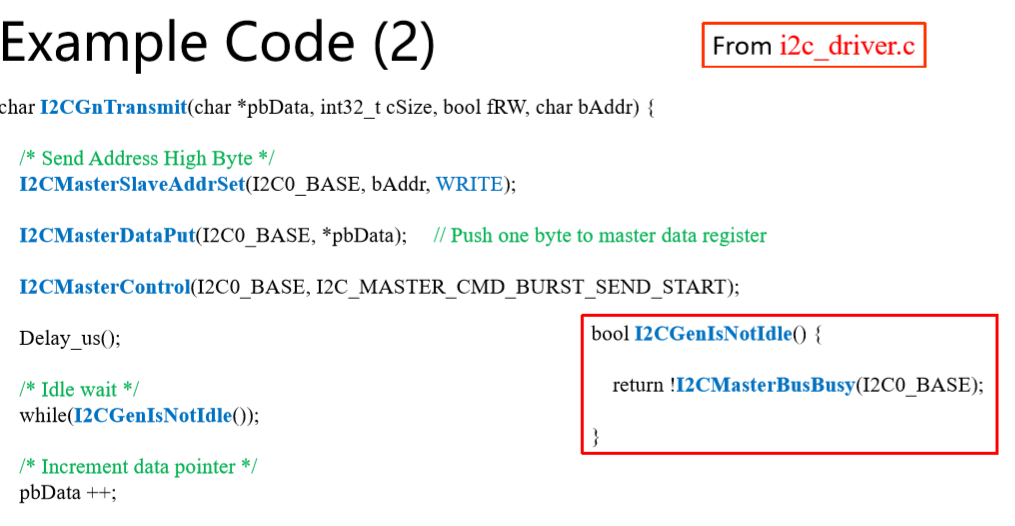 Example Code (2)
From i2c_driver.c
char I2CGnTransmit(char *pbData, int32_t cSize, bool fRW, char bAddr) {
/* Send Address High Byte */
I2CMasterSlaveAddrSet(I2C0_BASE, bAddr, WRITE);
I2CMasterDataPut(I2C0_BASE, *pbData); // Push one byte to master data register
I2CMasterControl(I2C0_BASE, I2C_MASTER_CMD_BURST_SEND_START);
Delay_us();
/* Idle wait */
while(I2CGenIsNotIdle());
/* Increment data pointer */
pbData ++;
bool I2CGenIsNotIdle() {
return !I2CMasterBusBusy(I2C0_BASE);
}